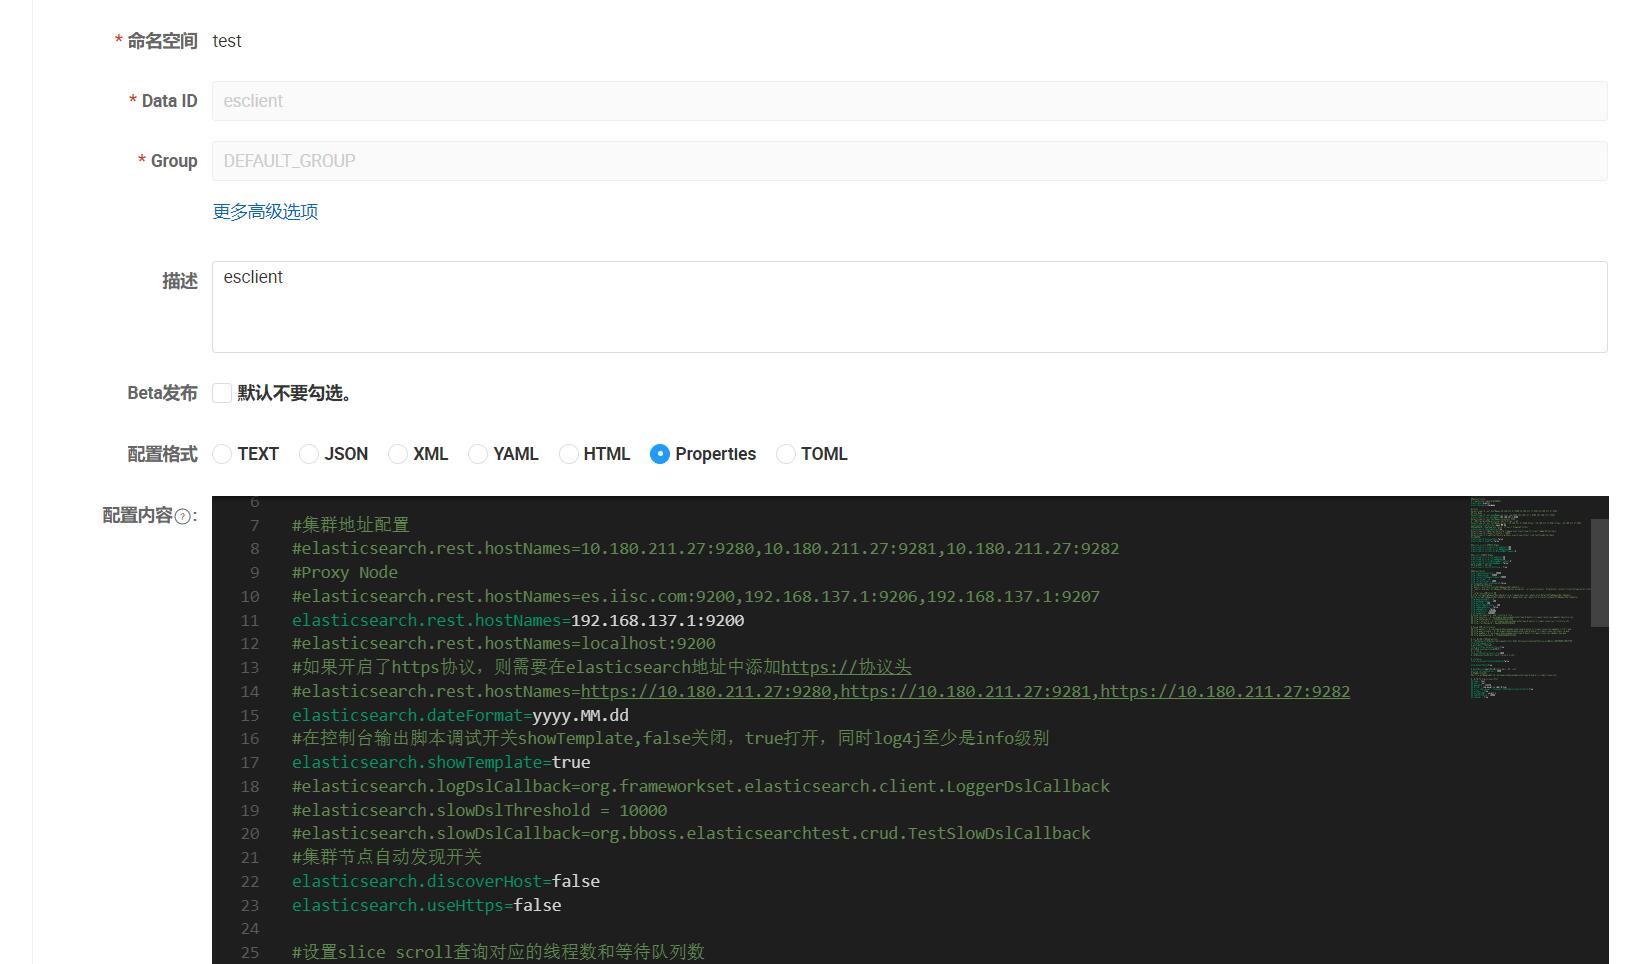 * 命名空间 test
* Data ID esclient
* Group DEFAULT_GROUP
更多高级选项
描述 esclient
Beta发布 默认不要勾选。
配置格式 TEXT JSON XML YAML HTML Properties TOML
配置内容?:
6
7 #集群地址配置
8 #elasticsearch.rest.hostNames=10.180.211.27:9280,10.180.211.27:9281,10.180.211.27:9282
9 #Proxy Node
10 #elasticsearch.rest.hostNames=es.iisc.com:9200,192.168.137.1:9206,192.168.137.1:9207
11 elasticsearch.rest.hostNames=192.168.137.1:9200
12 #elasticsearch.rest.hostNames=localhost:9200
13 #如果开启了https协议，则需要在elasticsearch地址中添加https://协议头
14 #elasticsearch.rest.hostNames=https://10.180.211.27:9280,https://10.180.211.27:9281,https://10.180.211.27:9282
15 elasticsearch.dateFormat=yyyy.MM.dd
16 #在控制台输出脚本调试开关showTemplate,false关闭，true打开，同时log4j至少是info级别
17 elasticsearch.showTemplate=true
18 #elasticsearch.logDslCallback=org.frameworkset.elasticsearch.client.LoggerDslCallback
19 #elasticsearch.slowDslThreshold = 10000
20 #elasticsearch.slowDslCallback=org.bboss.elasticsearchtest.crud.TestSlowDslCallback
21 #集群节点自动发现开关
22 elasticsearch.discoverHost=false
23 elasticsearch.useHttps=false
24
25 #设置slice scroll查询对应的线程数和等待队列数